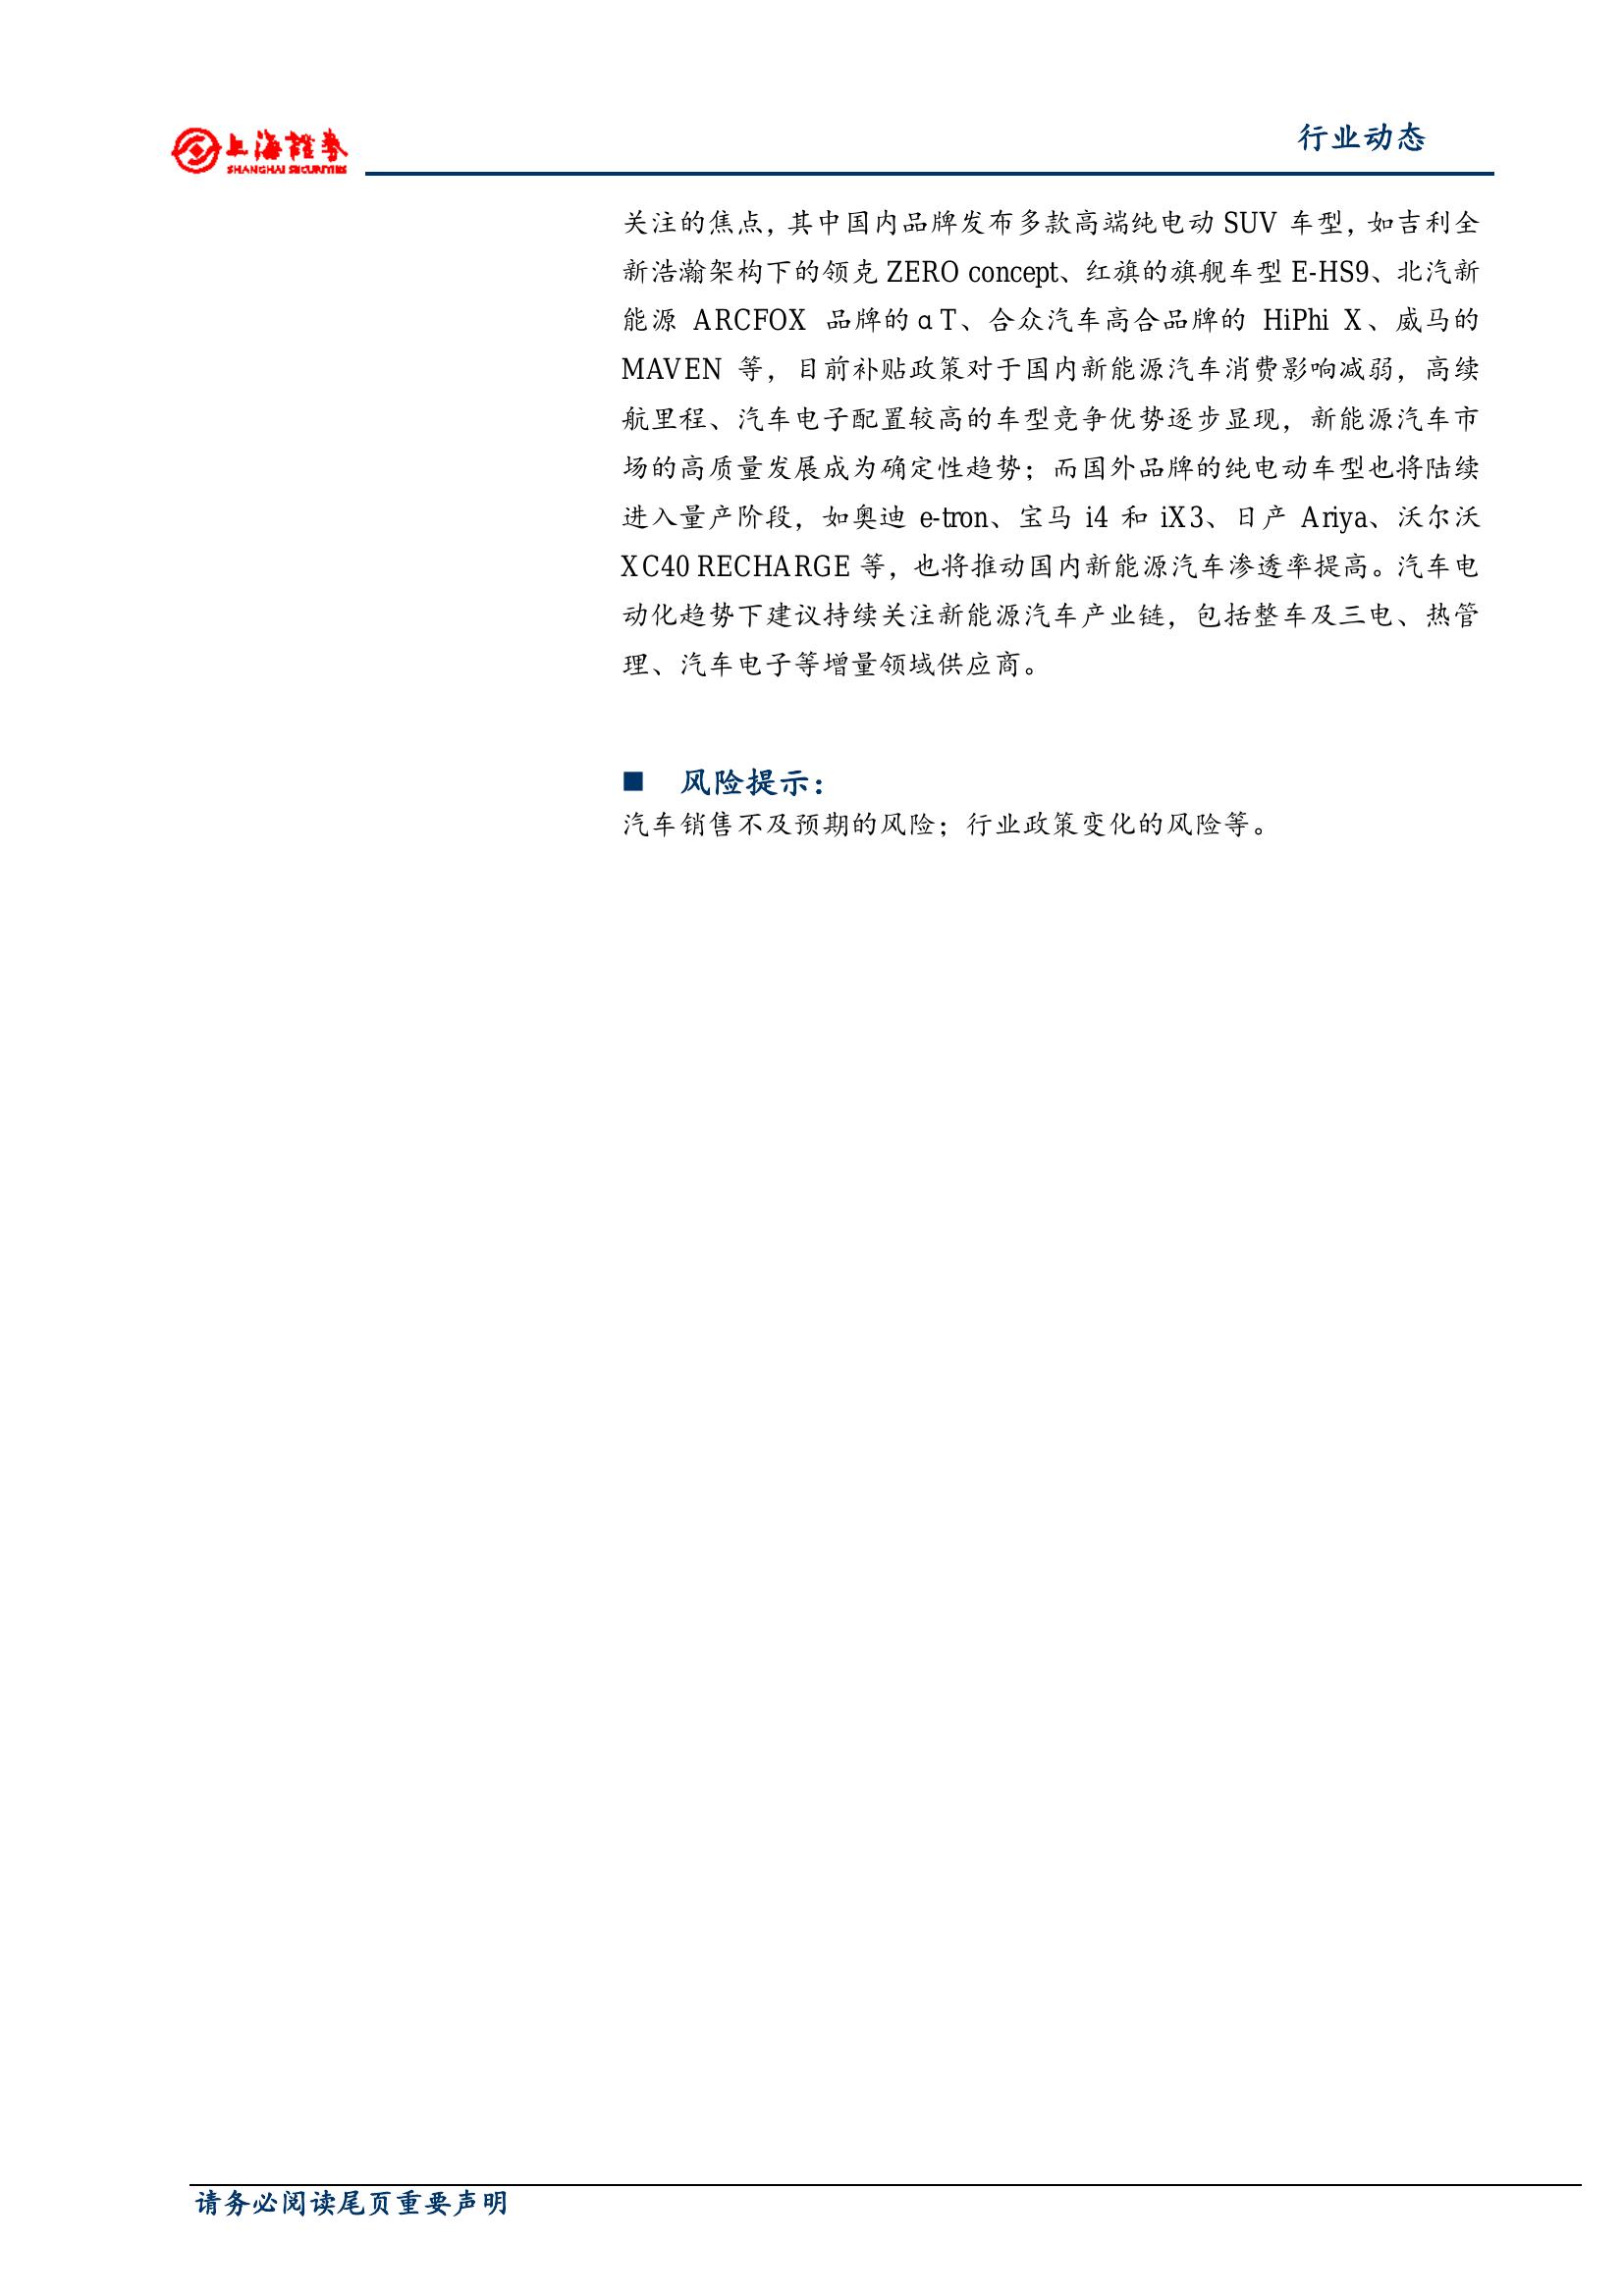 上海證券
SHANGHAI SECURITIES
行业动态
关注的焦点，其中国内品牌发布多款高端纯电动 SUV 车型，如吉利全
新浩瀚架构下的领克 ZERO concept、红旗的旗舰车型 E-HS9、北汽新
能源 ARCFOX 品牌的αT、合众汽车高合品牌的 HiPhi X、威马的
MAVEN 等，目前补贴政策对于国内新能源汽车消费影响减弱，高续
航里程、汽车电子配置较高的车型竞争优势逐步显现，新能源汽车市
场的高质量发展成为确定性趋势；而国外品牌的纯电动车型也将陆续
进入量产阶段，如奥迪 e-tron、宝马 i4 和 iX3、日产 Ariya、沃尔沃
XC40 RECHARGE 等，也将推动国内新能源汽车渗透率提高。汽车电
动化趋势下建议持续关注新能源汽车产业链，包括整车及三电、热管
理、汽车电子等增量领域供应商。
■ 风险提示：
汽车销售不及预期的风险；行业政策变化的风险等。
请务必阅读尾页重要声明